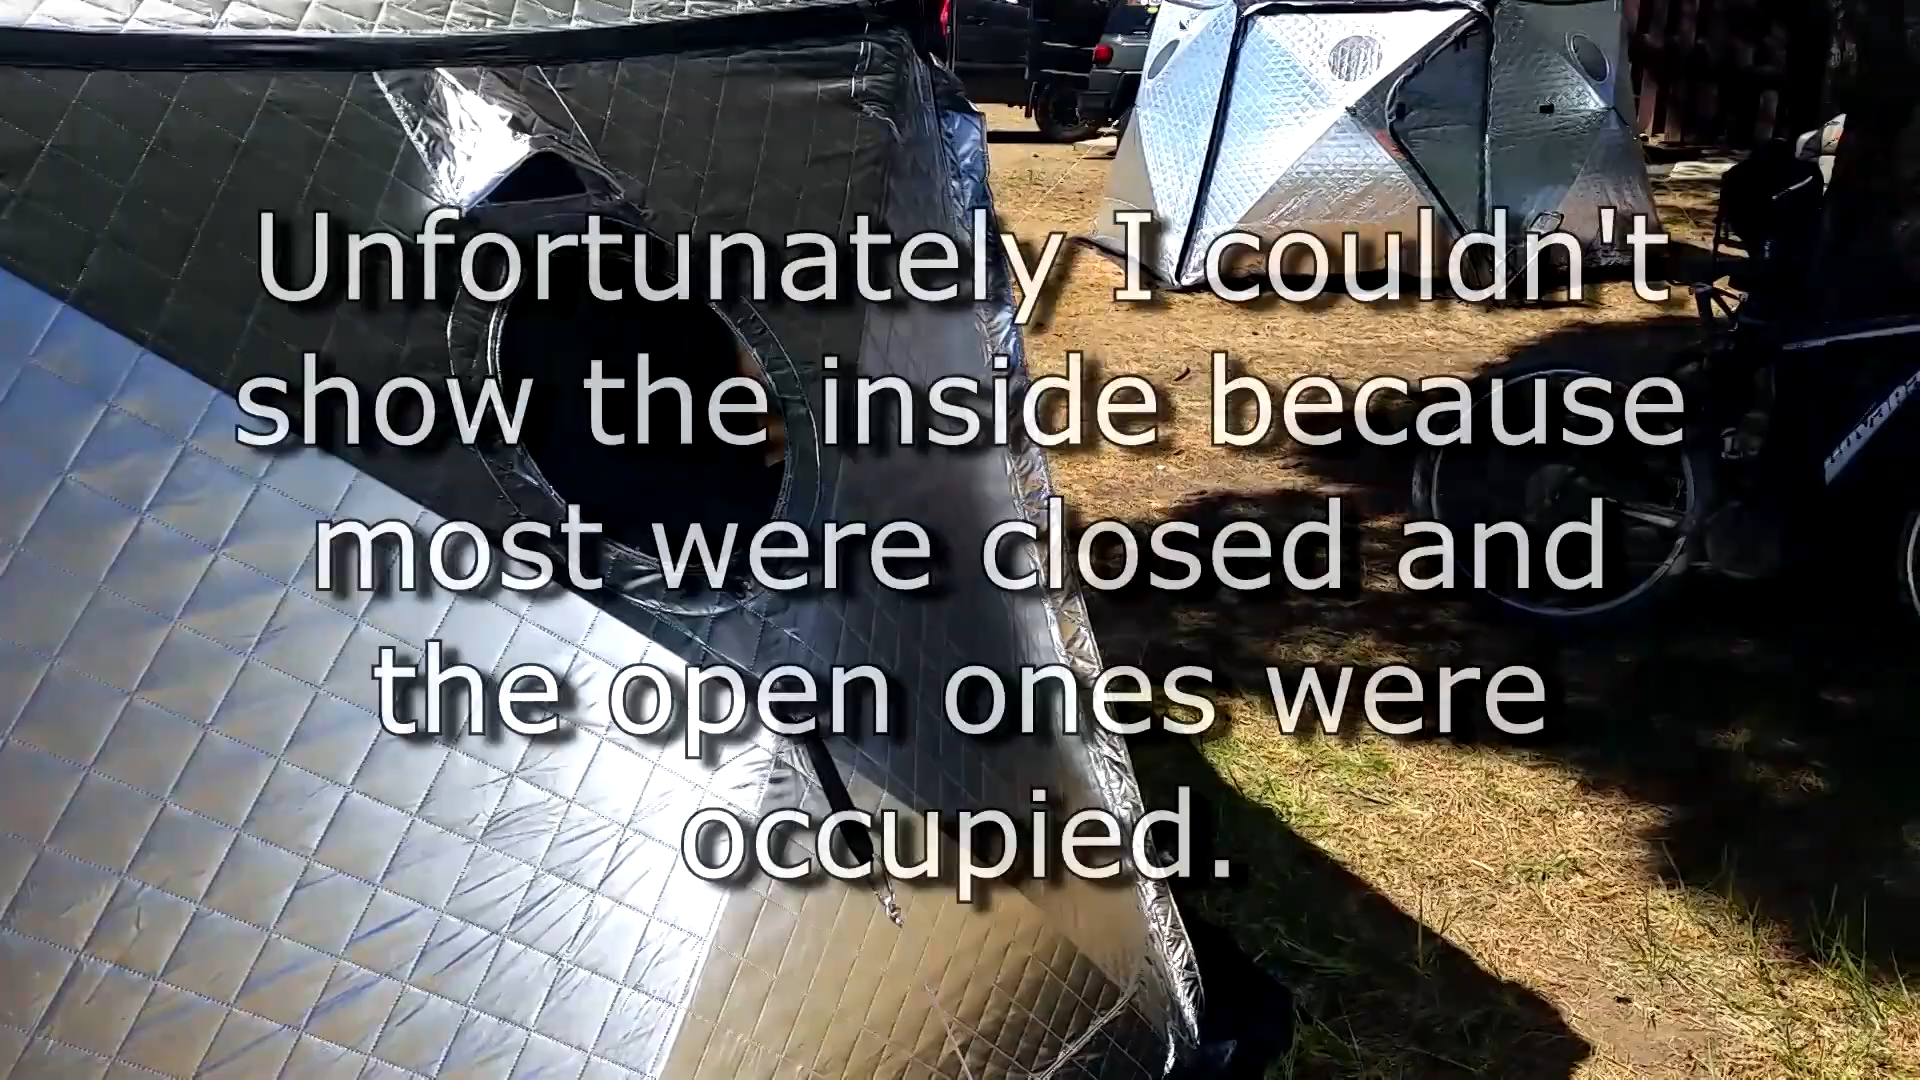 Unfortunately I couldn't
show the inside because
most were closed and
the open ones were
occupied.